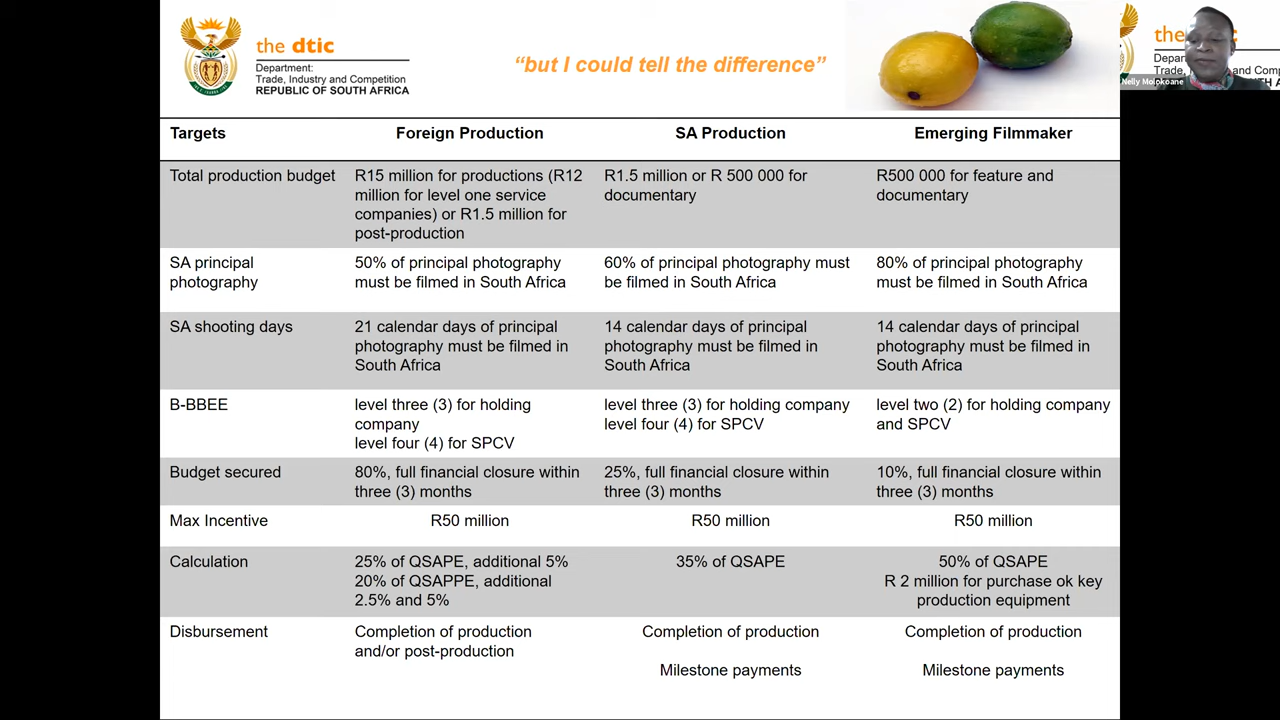 the dtic
Department:
Trade, Industry and Competition
REPUBLIC OF SOUTH AFRICA
“but I could tell the difference”
the dtic
Depar
Trade, Industry and Compe
Nelly Molokoane
Targets
Foreign Production
SA Production
Emerging Filmmaker
Total production budget
R15 million for productions (R12
million for level one service
companies) or R1.5 million for
post-production
R1.5 million or R 500 000 for
documentary
R500 000 for feature and
documentary
SA principal
photography
50% of principal photography
must be filmed in South Africa
60% of principal photography must
be filmed in South Africa
80% of principal photography
must be filmed in South Africa
SA shooting days
21 calendar days of principal
photography must be filmed in
South Africa
14 calendar days of principal
photography must be filmed in
South Africa
14 calendar days of principal
photography must be filmed in
South Africa
B-BBEE
level three (3) for holding
company
level four (4) for SPCV
level three (3) for holding company
level four (4) for SPCV
level two (2) for holding company
and SPCV
Budget secured
80%, full financial closure within
three (3) months
25%, full financial closure within
three (3) months
10%, full financial closure within
three (3) months
Max Incentive
R50 million
R50 million
R50 million
Calculation
25% of QSAPE, additional 5%
20% of QSAPPE, additional
2.5% and 5%
35% of QSAPE
50% of QSAPE
R 2 million for purchase ok key
production equipment
Disbursement
Completion of production
and/or post-production
Completion of production
Milestone payments
Completion of production
Milestone payments